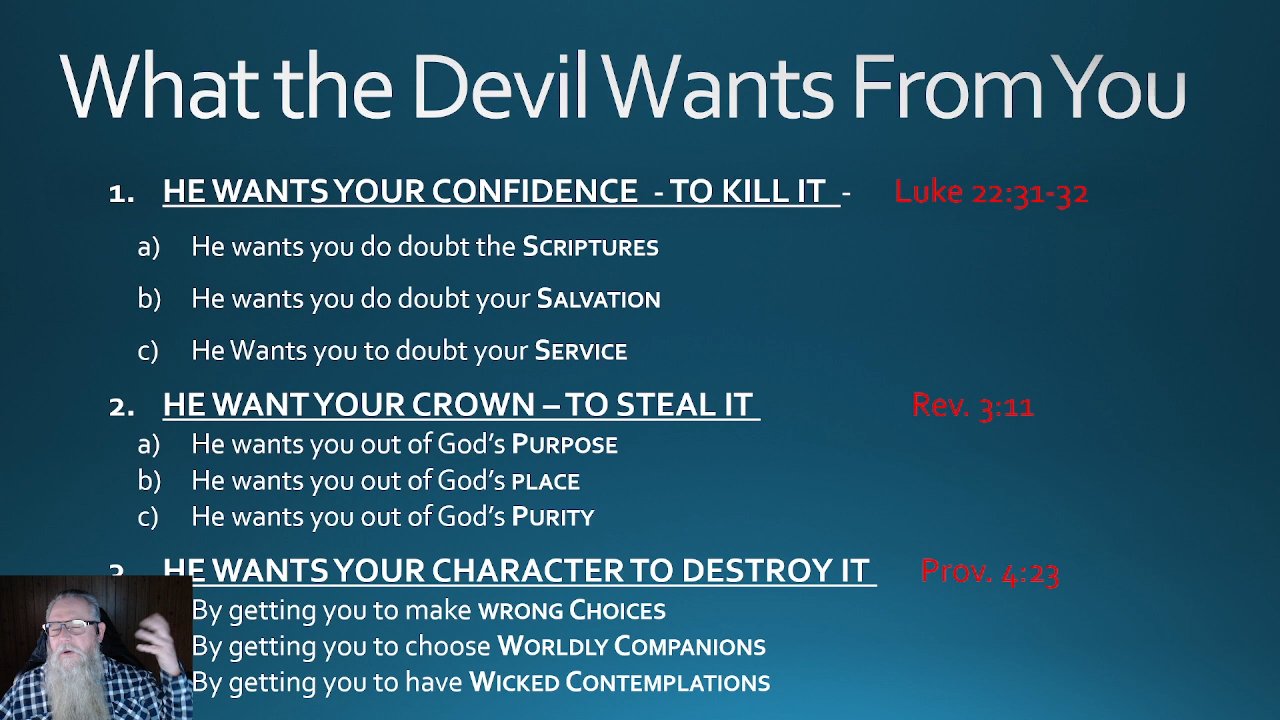 What the Devil Wants From You
1. HE WANTS YOUR CONFIDENCE - TO KILL IT - Luke 22:31-32
a) He wants you do doubt the SCRIPTURES
b) He wants you do doubt your SALVATION
c) He Wants you to doubt your SERVICE
2. HE WANT YOUR CROWN – TO STEAL IT Rev. 3:11
a) He wants you out of God's PURPOSE
b) He wants you out of God's PLACE
c) He wants you out of God's PURITY
HE WANTS YOUR CHARACTER TO DESTROY IT Prov. 4:23
By getting you to make WRONG CHOICES
By getting you to choose WORLDLY COMPANIONS
By getting you to have WICKED CONTEMPLATIONS